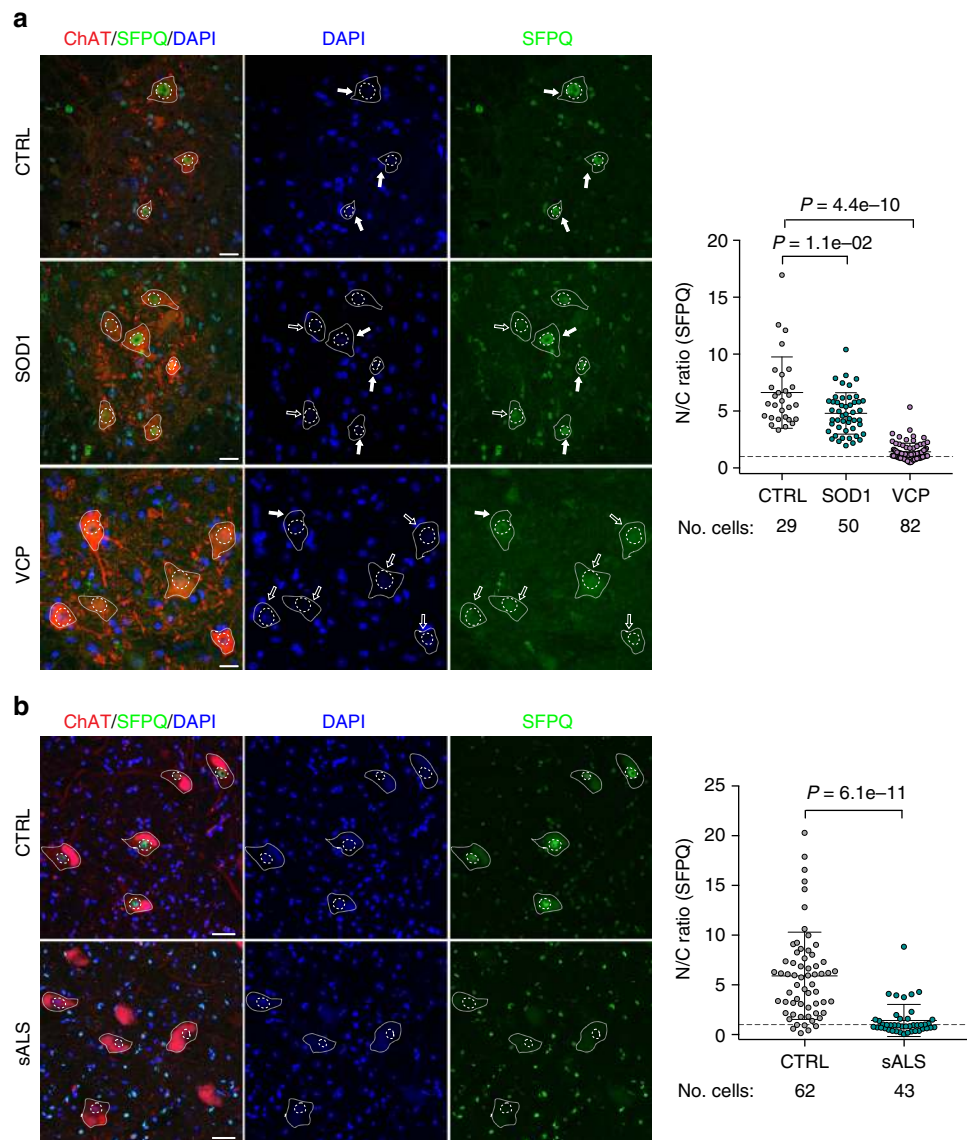 a
ChAT/SFPQ/DAPI DAPI SFPQ
CTRL
SOD1
VCP
P = 4.4e–10
P = 1.1e–02
N/C ratio (SFPQ)
20
15
10
5
0
CTRL SOD1 VCP
No. cells: 29 50 82
b
ChAT/SFPQ/DAPI DAPI SFPQ
CTRL
sALS
P = 6.1e–11
N/C ratio (SFPQ)
25
20
15
10
5
0
CTRL sALS
No. cells: 62 43